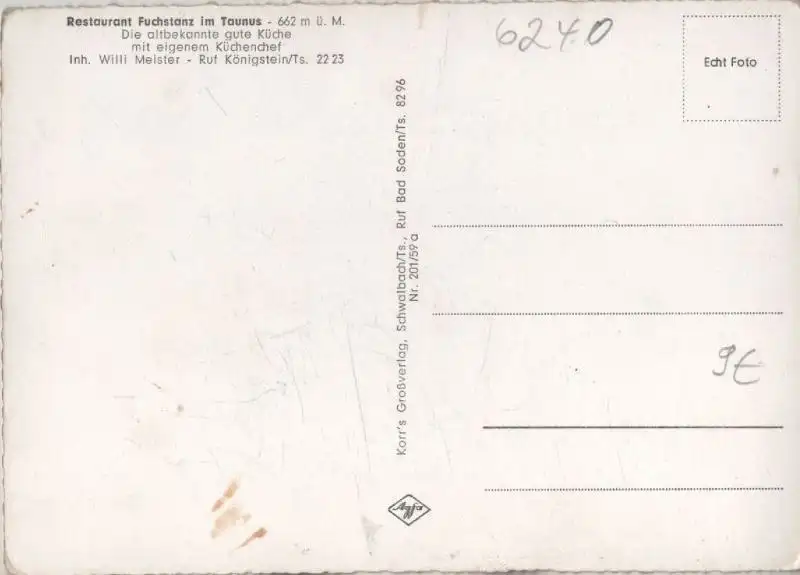 Restaurant Fuchstanz im Taunus - 662 m ü. M.
Die altbekannte gute Küche
mit eigenem Küchenchef
Inh. Willi Meister - Ruf Königstein/Ts. 22 23
6240
Echt Foto
Korr's Großverlag, Schwalbach/Ts., Ruf Bad Soden/Ts. 82 96
Nr. 201/59 a
9€
Agfa